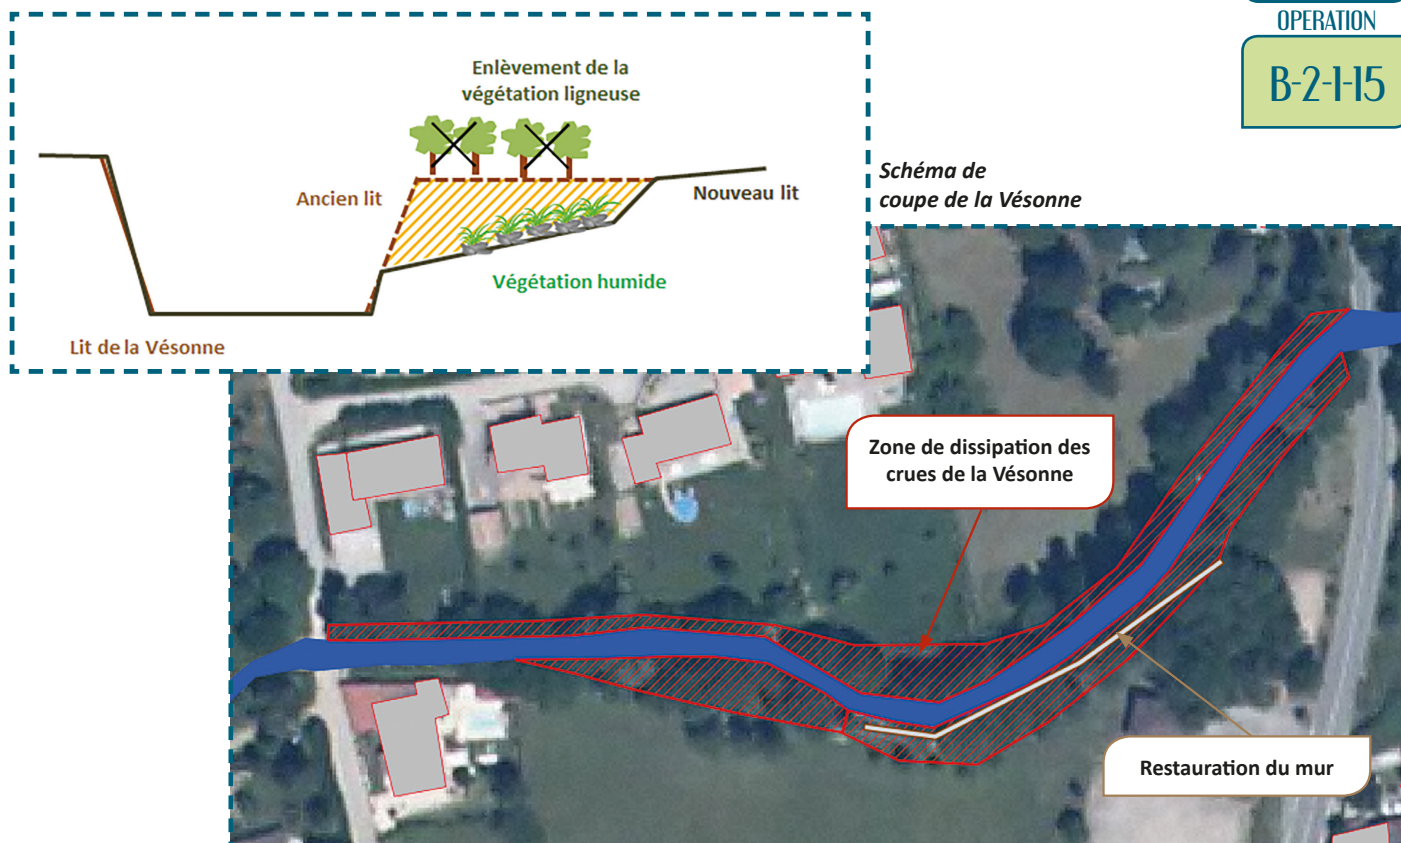 OPERATION
B-2-1-15
Enlèvement de la
végétation ligneuse
Ancien lit
Nouveau lit
Végétation humide
Lit de la Vésonne
Schéma de
coupe de la Vésonne
Zone de dissipation des
crues de la Vésonne
Restauration du mur